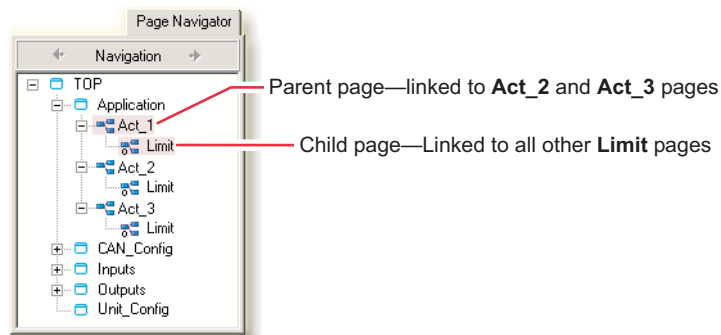 Page Navigator
Navigation
TOP
Parent page—linked to Act_2 and Act_3 pages
Application
Act_1
Child page—Linked to all other Limit pages
Limit
Act_2
Limit
Act_3
Limit
CAN_Config
Inputs
Outputs
Unit_Config